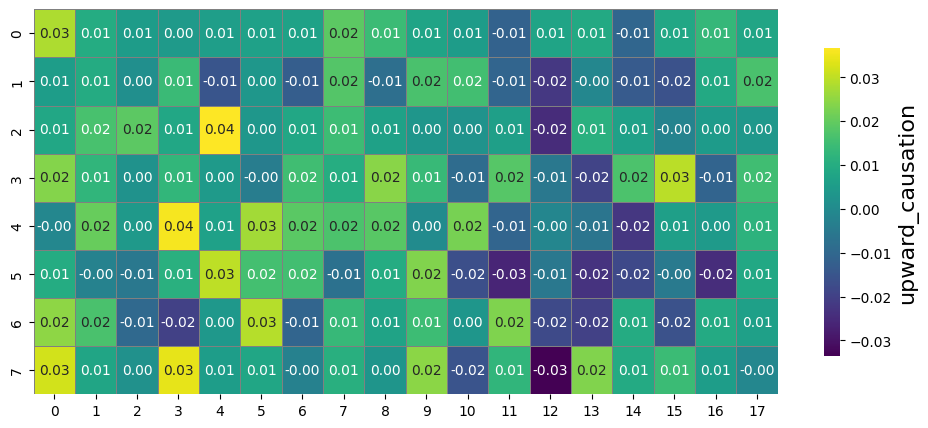 0 0.03 0.01 0.01 0.00 0.01 0.01 0.01 0.02 0.01 0.01 0.01 -0.01 0.01 0.01 -0.01 0.01 0.01 0.01
1 0.01 0.01 0.00 0.01 -0.01 0.00 -0.01 0.02 -0.01 0.02 0.02 -0.01 -0.02 -0.00 -0.01 -0.02 0.01 0.02
2 0.01 0.02 0.02 0.01 0.04 0.00 0.01 0.01 0.01 0.00 0.00 0.01 -0.02 0.01 0.01 -0.00 0.00 0.00
3 0.02 0.01 0.00 0.01 0.00 -0.00 0.02 0.01 0.02 0.01 -0.01 0.02 -0.01 -0.02 0.02 0.03 -0.01 0.02
4 -0.00 0.02 0.00 0.04 0.01 0.03 0.02 0.02 0.02 0.00 0.02 -0.01 -0.00 -0.01 -0.02 0.01 0.00 0.01
5 0.01 -0.00 -0.01 0.01 0.03 0.02 0.02 -0.01 0.01 0.02 -0.02 -0.03 -0.01 -0.02 -0.02 -0.00 -0.02 0.01
6 0.02 0.02 -0.01 -0.02 0.00 0.03 -0.01 0.01 0.01 0.01 0.00 0.02 -0.02 -0.02 0.01 -0.02 0.01 0.01
7 0.03 0.01 0.00 0.03 0.01 0.01 -0.00 0.01 0.00 0.02 -0.02 0.01 -0.03 0.02 0.01 0.01 0.01 -0.00
0 1 2 3 4 5 6 7 8 9 10 11 12 13 14 15 16 17
0.03
0.02
0.01
0.00
−0.01
−0.02
−0.03
upward_causation